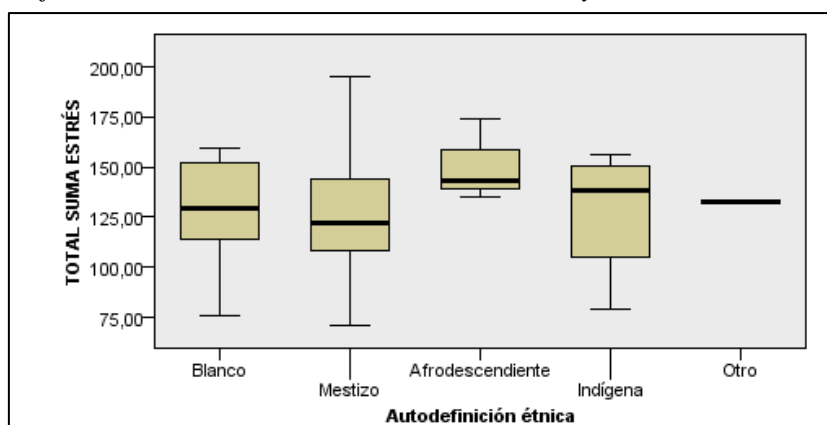 TOTAL SUMA ESTRÉS
200,00
175,00
150,00
125,00
100,00
75,00
Blanco
Mestizo
Afrodescendiente
Indígena
Otro
Autodefinición étnica